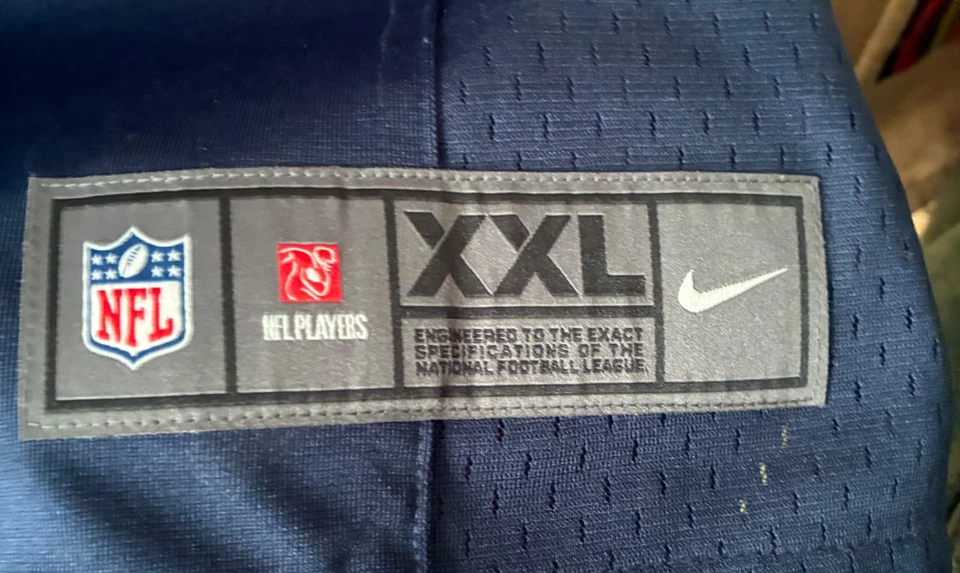 NFL
NFL PLAYERS
XXL
ENGINEERED TO THE EXACT
SPECIFICATIONS OF THE
NATIONAL FOOTBALL LEAGUE.